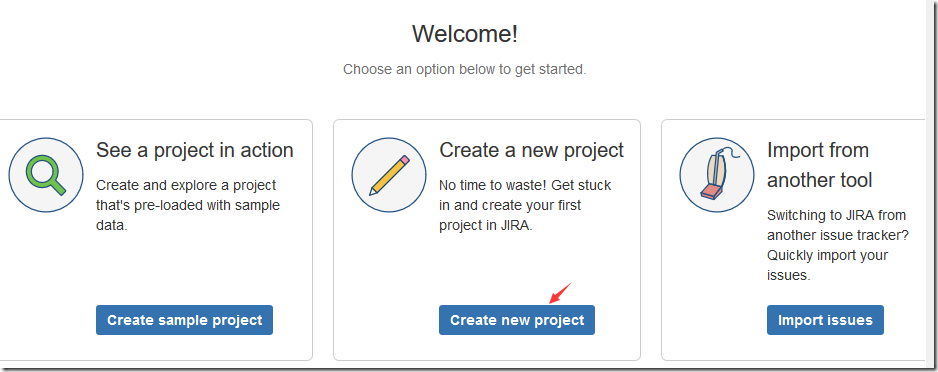 Welcome!
Choose an option below to get started.
See a project in action
Create and explore a project
that's pre-loaded with sample
data.
Create sample project
Create a new project
No time to waste! Get stuck
in and create your first
project in JIRA.
Create new project
Import from
another tool
Switching to JIRA from
another issue tracker?
Quickly import your
issues.
Import issues